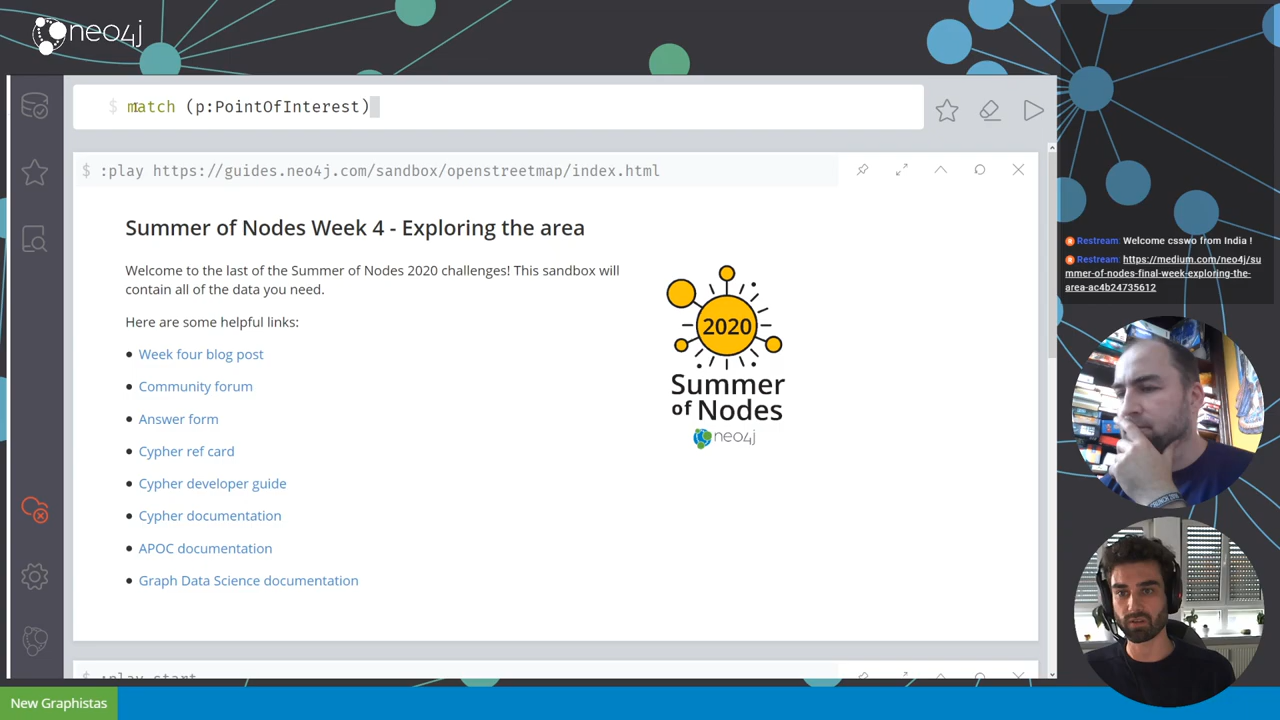 neo4j
$ match (p:PointOfInterest)
$ :play https://guides.neo4j.com/sandbox/openstreetmap/index.html
Summer of Nodes Week 4 - Exploring the area
Welcome to the last of the Summer of Nodes 2020 challenges! This sandbox will
contain all of the data you need.
Here are some helpful links:
Week four blog post
Community forum
Answer form
Cypher ref card
Cypher developer guide
Cypher documentation
APOC documentation
Graph Data Science documentation
2020
Summer
of Nodes
neo4j
$ :play start
Restream: Welcome csswo from India !
Restream: https://medium.com/neo4j/su
mmer-of-nodes-final-week-exploring-the-
area-ac4b24735612
New Graphistas